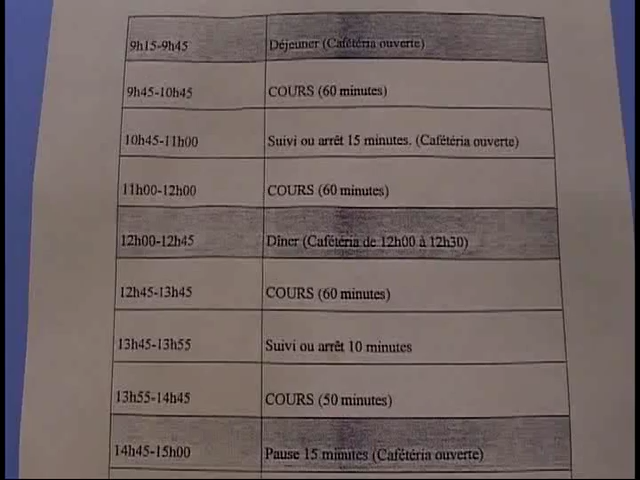 9h15-9h45 Déjeuner (Cafétéria ouverte)
9h45-10h45 COURS (60 minutes)
10h45-11h00 Suivi ou arrêt 15 minutes. (Cafétéria ouverte)
11h00-12h00 COURS (60 minutes)
12h00-12h45 Dîner (Cafétéria de 12h00 à 12h30)
12h45-13h45 COURS (60 minutes)
13h45-13h55 Suivi ou arrêt 10 minutes
13h55-14h45 COURS (50 minutes)
14h45-15h00 Pause 15 minutes (Cafétéria ouverte)